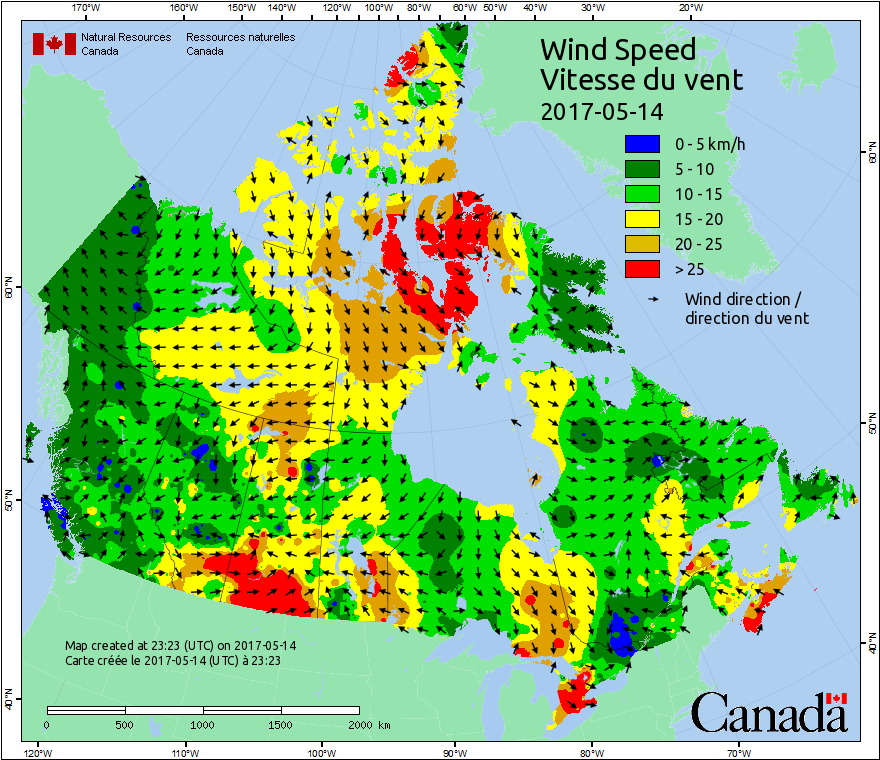 170°W 160°W 150°W 140°W 120°W 100°W 80°W 60°W 50°W 40°W 30°W 20°W
Natural Resources Canada
Ressources naturelles Canada
Wind Speed
Vitesse du vent
2017-05-14
0 - 5 km/h
5 - 10
10 - 15
15 - 20
20 - 25
> 25
Wind direction /
direction du vent
60°N
50°N
40°N
60°N
50°N
40°N
Map created at 23:23 (UTC) on 2017-05-14
Carte créée le 2017-05-14 (UTC) à 23:23
0 500 1000 1500 2000 km
Canada
120°W 110°W 100°W 90°W 80°W 70°W